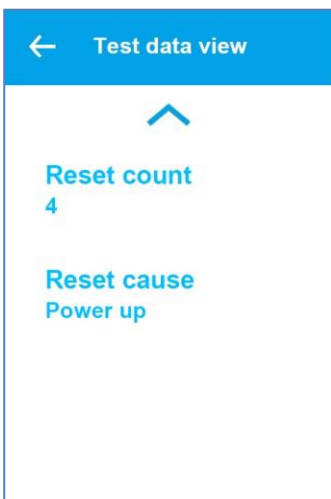 Test data view
Reset count
4
Reset cause
Power up